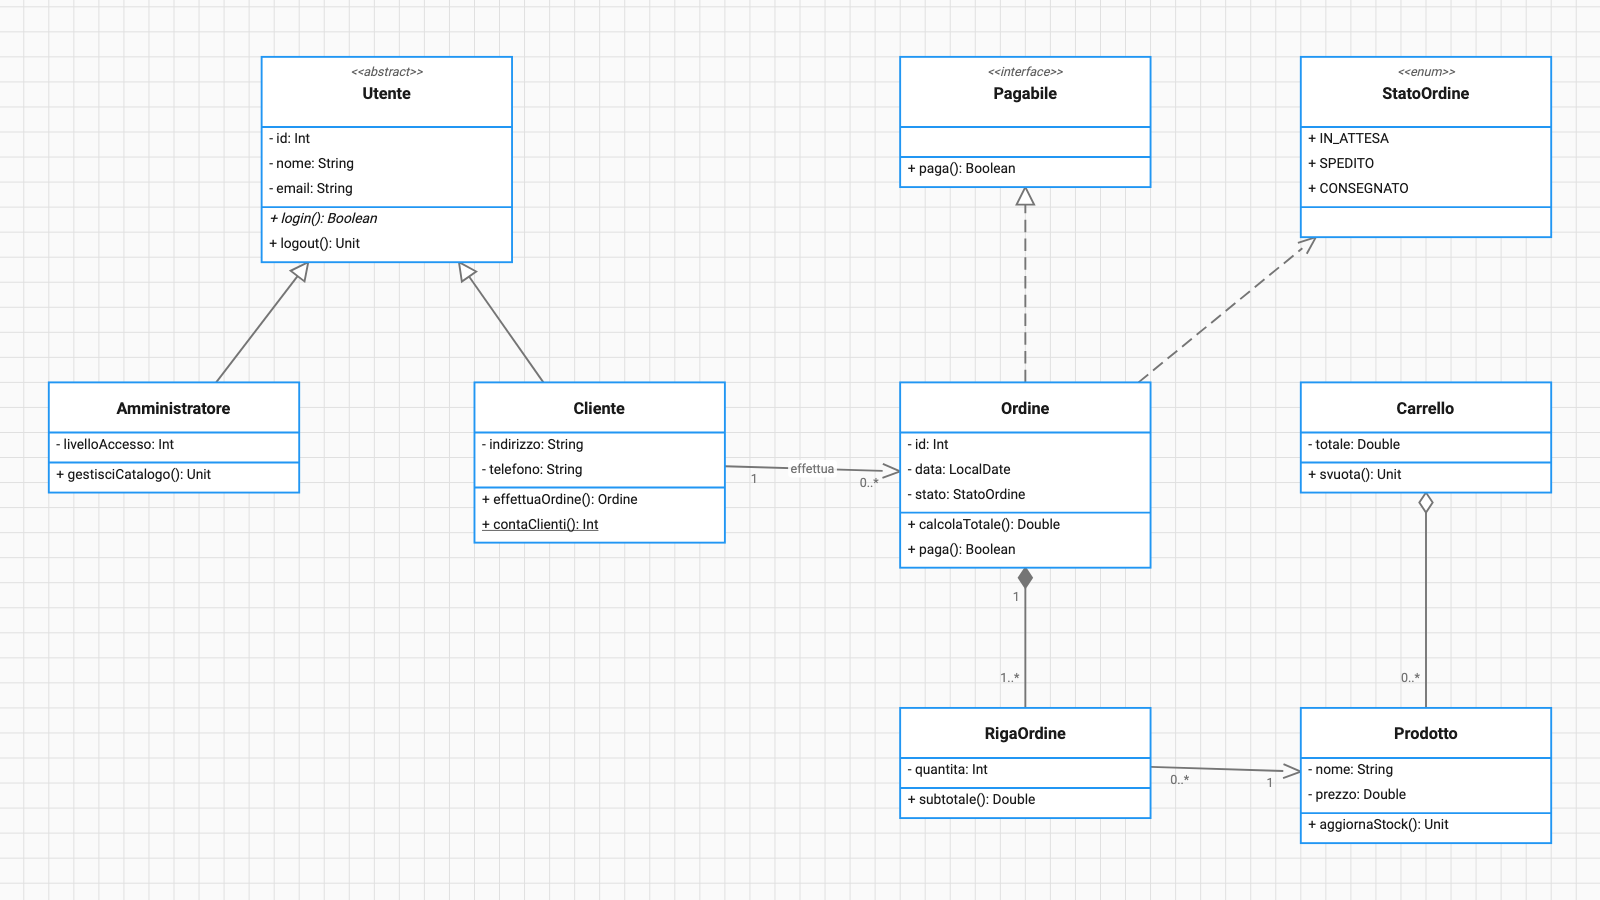 <<abstract>>
Utente
- id: Int
- nome: String
- email: String
+ login(): Boolean
+ logout(): Unit
<<interface>>
Pagabile
+ paga(): Boolean
<<enum>>
StatoOrdine
+ IN_ATTESA
+ SPEDITO
+ CONSEGNATO
Amministratore
- livelloAccesso: Int
+ gestisciCatalogo(): Unit
Cliente
- indirizzo: String
- telefono: String
+ effettuaOrdine(): Ordine
+ contaClienti(): Int
effettua
1
0..*
Ordine
- id: Int
- data: LocalDate
- stato: StatoOrdine
+ calcolaTotale(): Double
+ paga(): Boolean
Carrello
- totale: Double
+ svuota(): Unit
1
1..*
0..*
RigaOrdine
- quantita: Int
+ subtotale(): Double
0..*
1
Prodotto
- nome: String
- prezzo: Double
+ aggiornaStock(): Unit